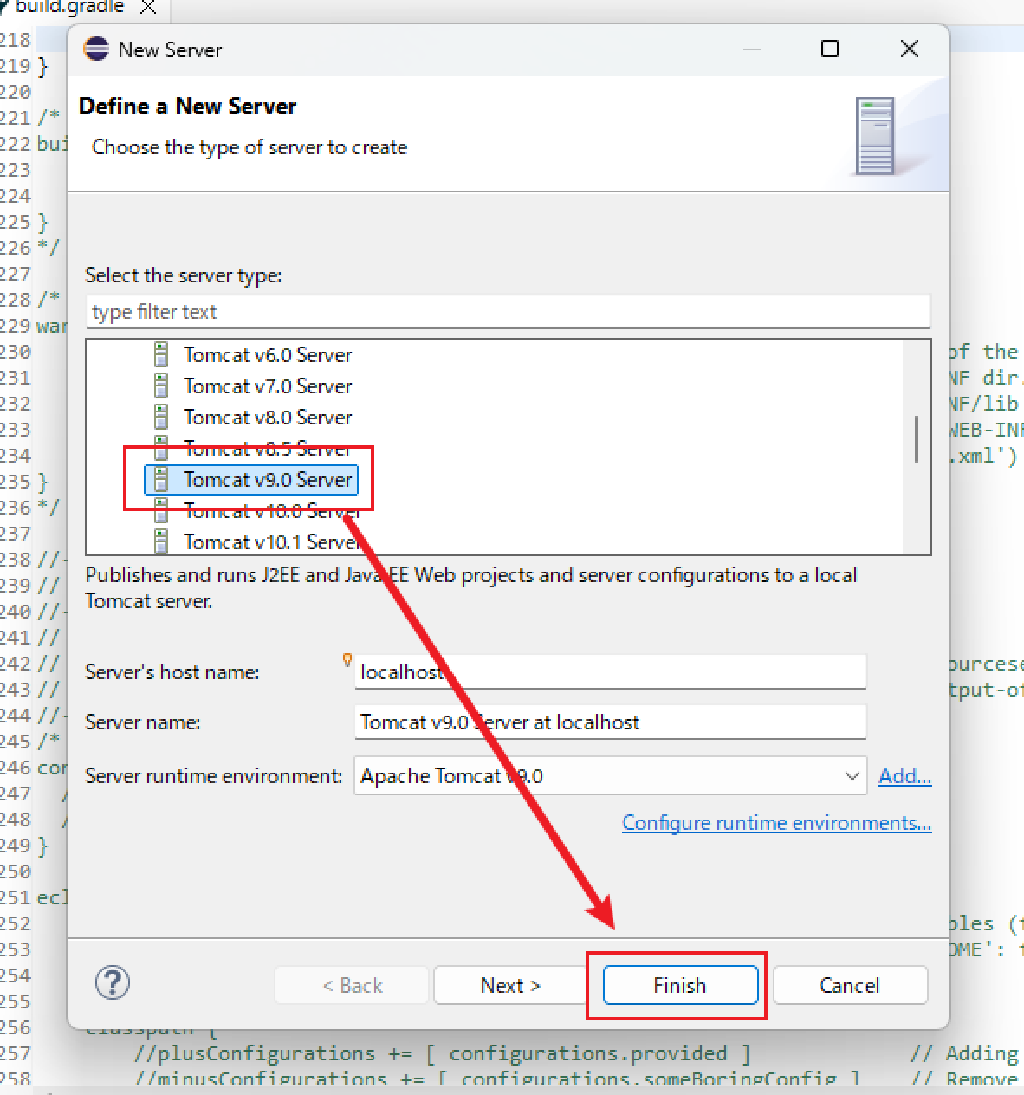 build.gradle
New Server
Define a New Server
Choose the type of server to create
Select the server type:
type filter text
Tomcat v6.0 Server
Tomcat v7.0 Server
Tomcat v8.0 Server
Tomcat v8.5 Server
Tomcat v9.0 Server
Tomcat v10.0 Server
Tomcat v10.1 Server
Publishes and runs J2EE and Java EE Web projects and server configurations to a local
Tomcat server.
Server's host name: localhost
Server name: Tomcat v9.0 Server at localhost
Server runtime environment: Apache Tomcat v9.0 Add...
Configure runtime environments...
? < Back Next > Finish Cancel
218
219 }
220
221 /*
222 bui
223
224
225 }
226 */
227
228 /*
229 war
230 of the
231 NF dir.
232 NF/lib
233 WEB-INF
234 .xml')
235 }
236 */
237
238 //-
239 //
240 //-
241 //
242 // ources
243 // tput-of
244 //-
245 /*
246 con
247 /
248 /
249 }
250
251 ecl
252 bles (
253 OME':
254
255
256 classpath {
257 //plusConfigurations += [ configurations.provided ] // Adding
258 //minusConfigurations += [ configurations.someBoringConfig ] // Remove